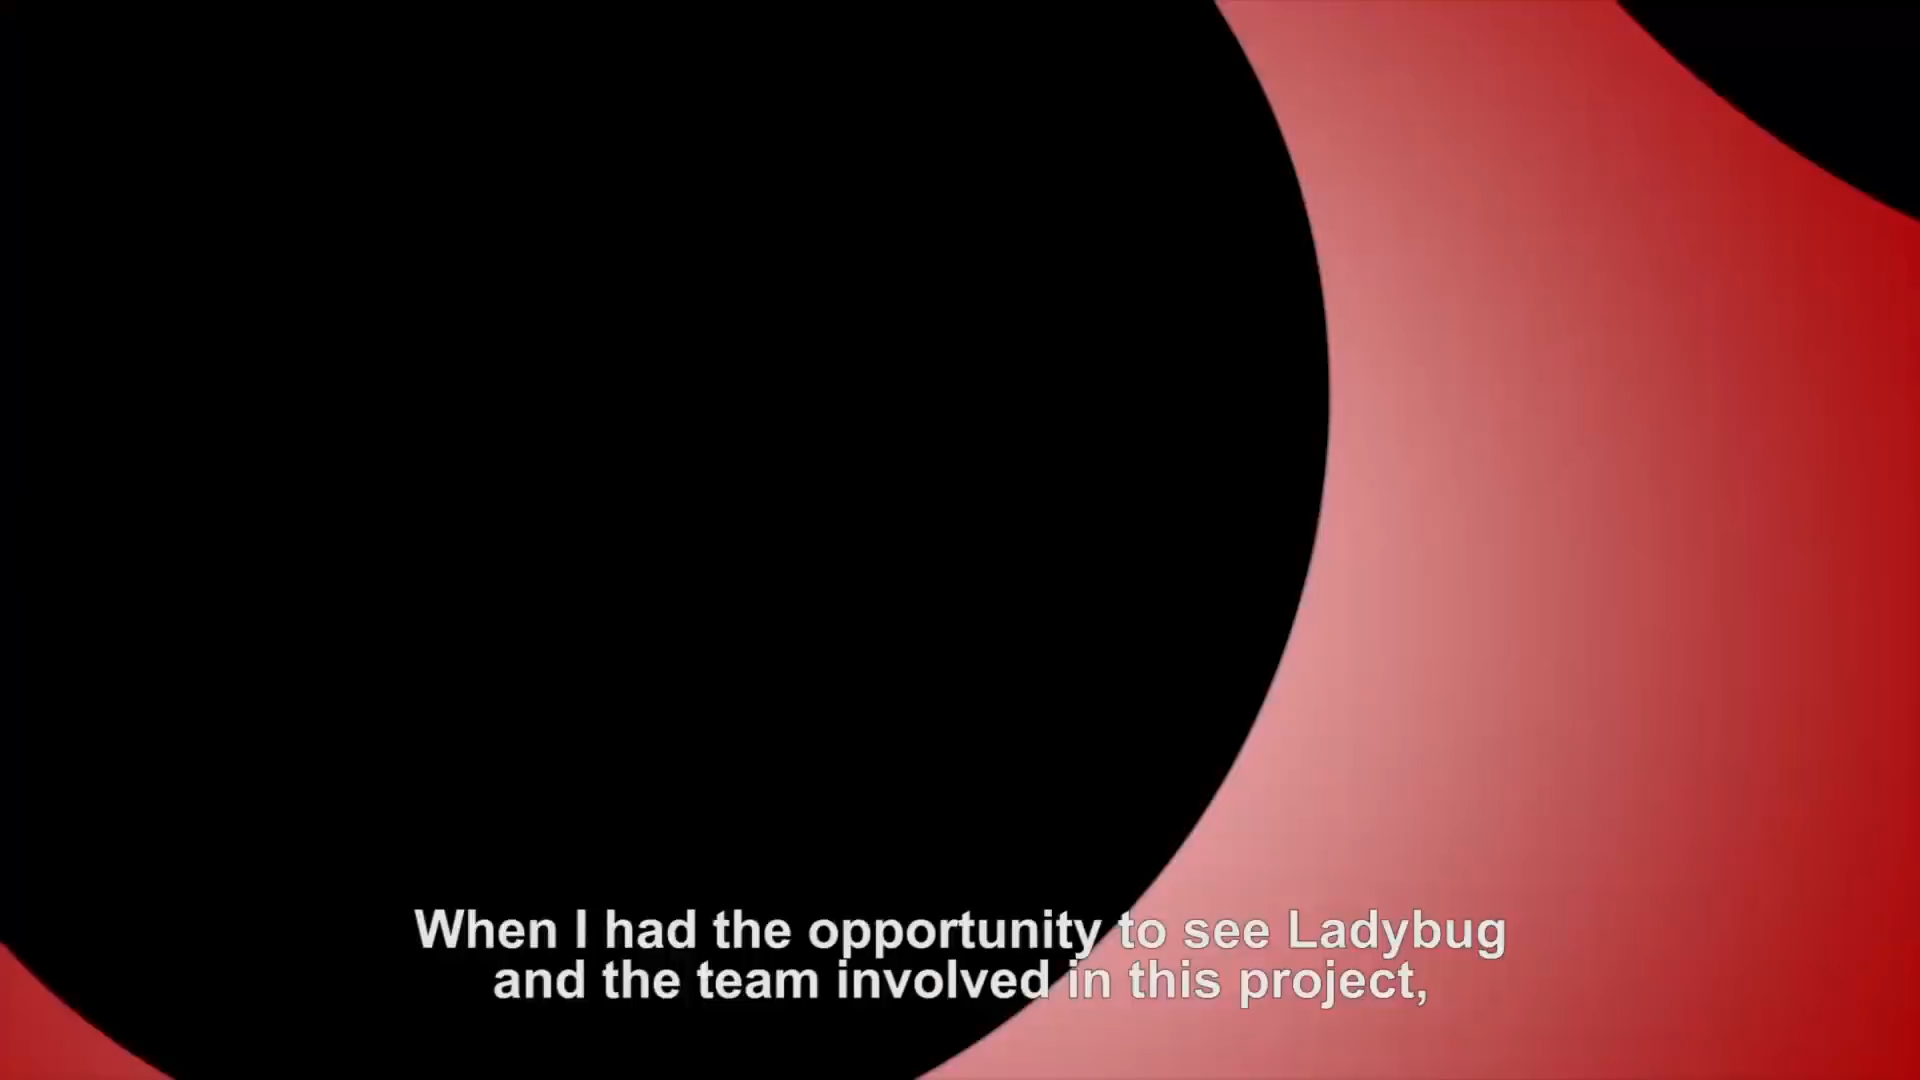 When I had the opportunity to see Ladybug
and the team involved in this project,